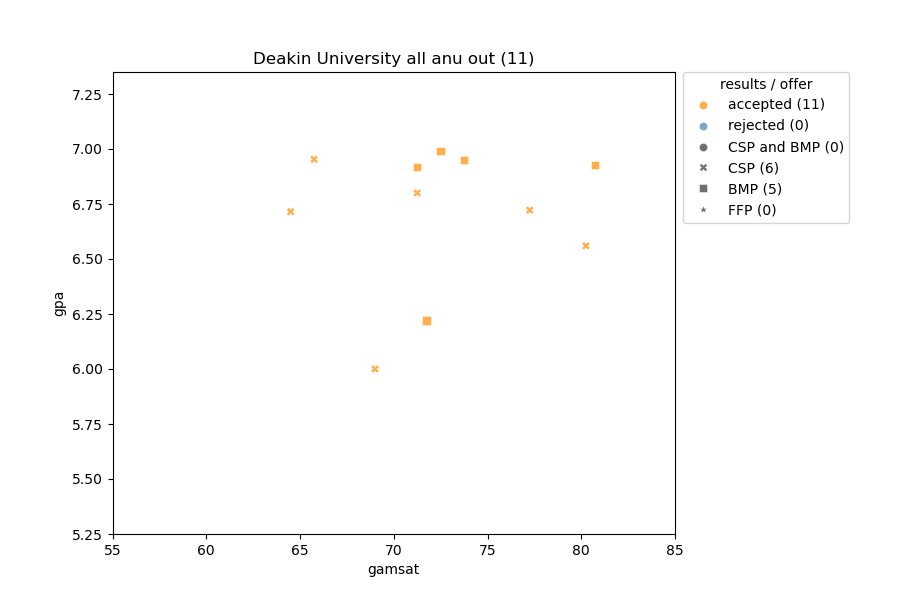 Deakin University all anu out (11)
results / offer
accepted (11)
rejected (0)
CSP and BMP (0)
CSP (6)
BMP (5)
FFP (0)
gpa
7.25
7.00
6.75
6.50
6.25
6.00
5.75
5.50
5.25
55 60 65 70 75 80 85
gamsat